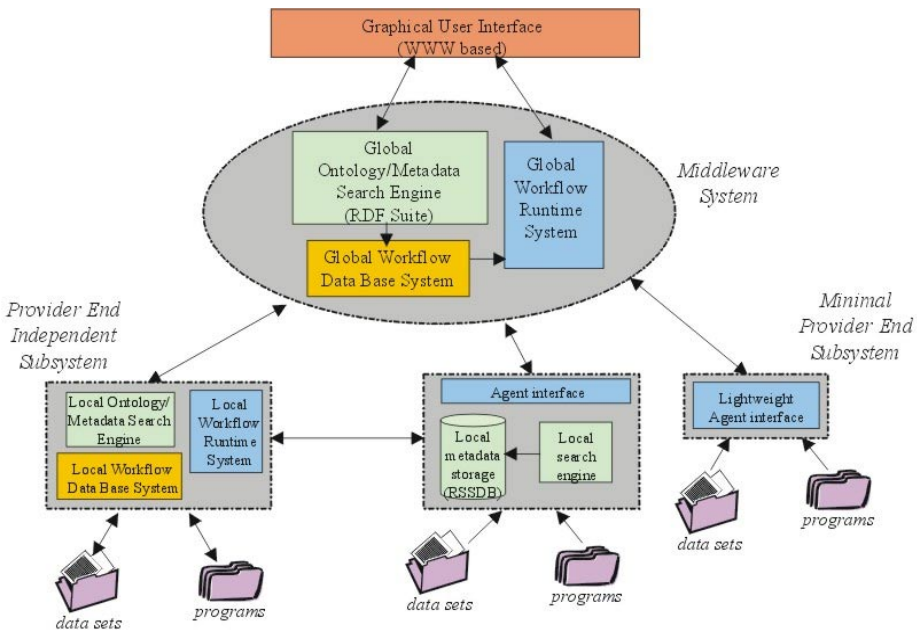 Graphical User Interface
(WWW based)
Global
Ontology/Metadata
Search Engine
(RDF Suite)
Global
Workflow
Runtime
System
Middleware
System
Global Workflow
Data Base System
Provider End
Independent
Subsystem
Minimal
Provider End
Subsystem
Local Ontology/
Metadata Search
Engine
Local
Workflow
Runtime
System
Local Workflow
Data Base System
Agent interface
Local
metadata
storage
(RSSDB)
Local
search
engine
Lightweight
Agent interface
data sets
programs
data sets
programs
data sets
programs